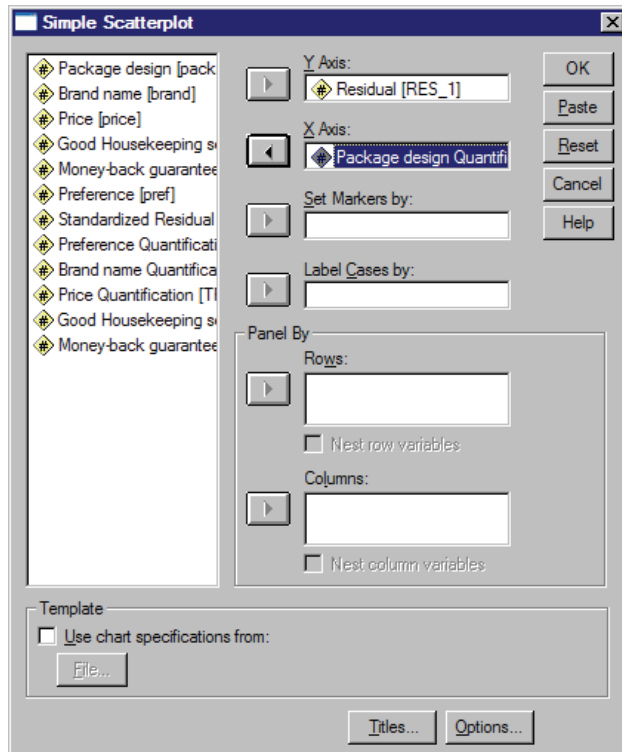 Simple Scatterplot
Package design [pack
Brand name [brand]
Price [price]
Good Housekeeping s
Money-back guarantee
Preference [pref]
Standardized Residual
Preference Quantificati
Brand name Quantifica
Price Quantification [T
Good Housekeeping s
Money-back guarantee
Y Axis:
Residual [RES_1]
X Axis:
Package design Quantifi
Set Markers by:
Label Cases by:
Panel By
Rows:
Nest row variables
Columns:
Nest column variables
OK
Paste
Reset
Cancel
Help
Template
Use chart specifications from:
File...
Titles...
Options...